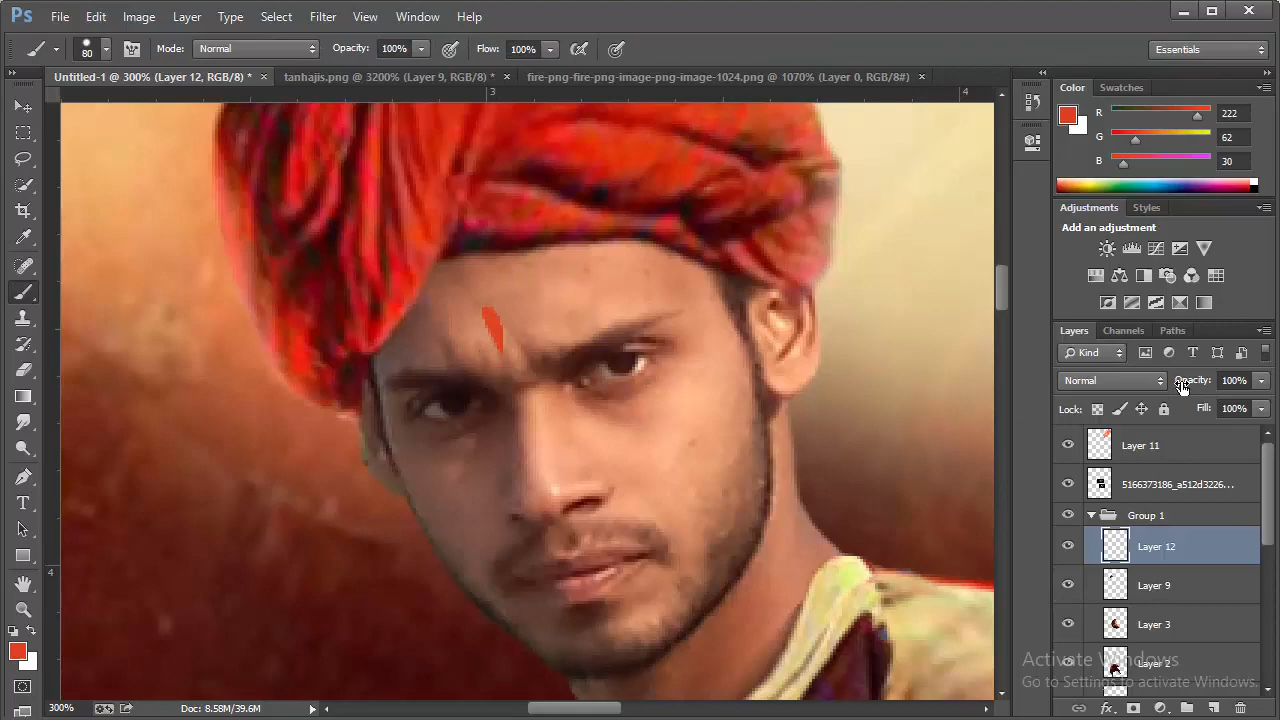 Ps File Edit Image Layer Type Select Filter View Window Help
80 Mode: Normal Opacity: 100% Flow: 100% Essentials
Untitled-1 @ 300% (Layer 12, RGB/8) * × tanhajis.png @ 3200% (Layer 9, RGB/8) * × fire-png-fire-png-image-png-image-1024.png @ 1070% (Layer 0, RGB/8#) ×
3 4
4
Color Swatches
R 222
G 62
B 30
Adjustments Styles
Add an adjustment
Layers Channels Paths
Kind
Normal Opacity: 100%
Lock: Fill: 100%
Layer 11
5166373186_a512d3226...
Group 1
Layer 12
Layer 9
Layer 3
Layer 2
Activate Windows
Go to Settings to activate Windows.
300% Doc: 8.58M/39.6M